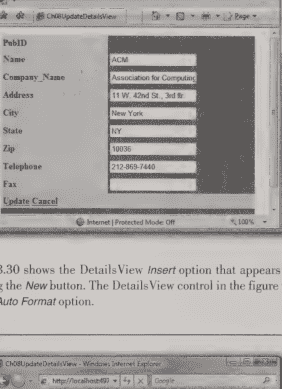 Ch08UpdateDetailsView
Page
PubID
Name ACM
Company_Name Association for Computing
Address 11 W. 42nd St., 3rd flr.
City New York
State NY
Zip 10036
Telephone 212-869-7440
Fax
Update Cancel
Internet | Protected Mode: Off 100%
3.30 shows the DetailsView Insert option that appears
g the New button. The DetailsView control in the figure
Auto Format option.
Ch08UpdateDetailsView - Windows Internet Explorer
Google